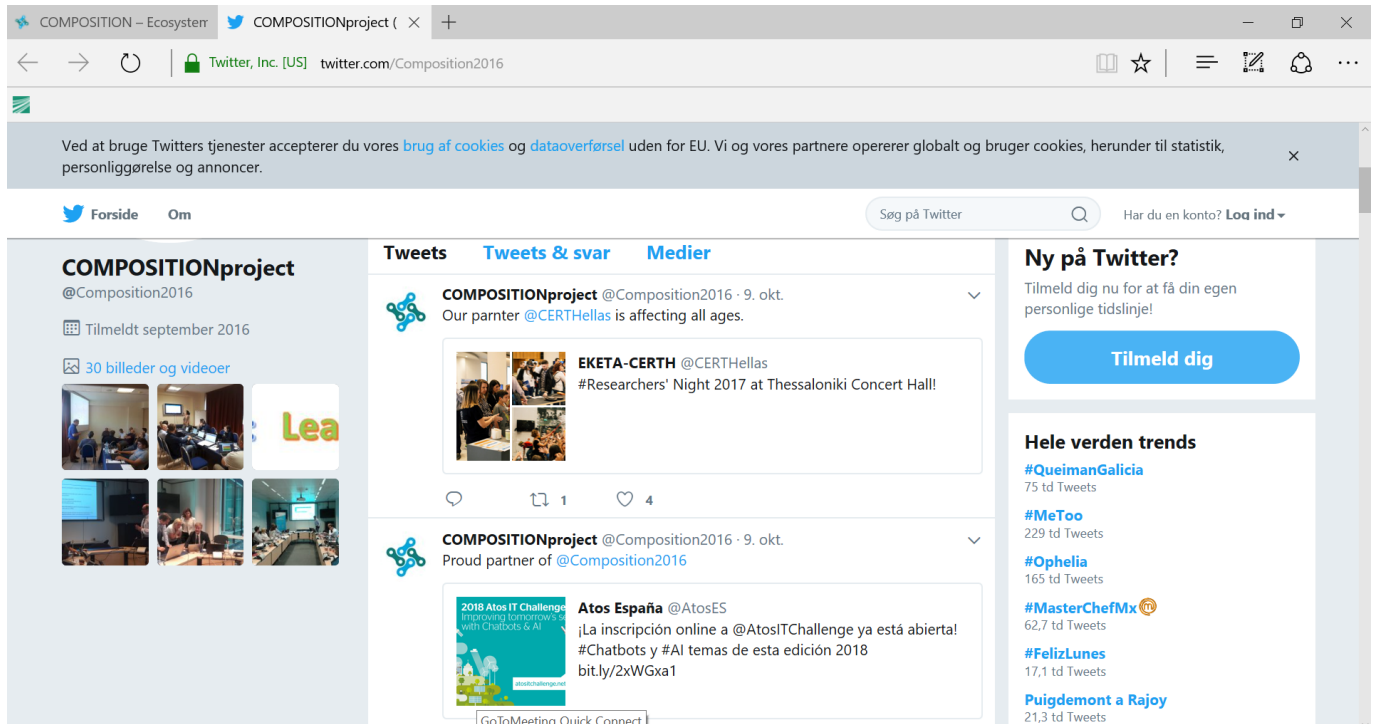 COMPOSITION – Ecosystem
COMPOSITIONproject (
Twitter, Inc. [US] twitter.com/Composition2016
Ved at bruge Twitters tjenester accepterer du vores brug af cookies og dataoverførsel uden for EU. Vi og vores partnere opererer globalt og bruger cookies, herunder til statistik,
personliggørelse og annoncer.
Forside Om
Søg på Twitter
Har du en konto? Log ind
COMPOSITIONproject
@Composition2016
Tilmeldt september 2016
30 billeder og videoer
Lea
Tweets Tweets & svar Medier
COMPOSITIONproject @Composition2016 · 9. okt.
Our parnter @CERTHellas is affecting all ages.
EKETA-CERTH @CERTHellas
#Researchers' Night 2017 at Thessaloniki Concert Hall!
1 4
COMPOSITIONproject @Composition2016 · 9. okt.
Proud partner of @Composition2016
2018 Atos IT Challenge
Improving tomorrow's se
with Chatbots & AI
atositchallenge.net
Atos España @AtosES
¡La inscripción online a @AtosITChallenge ya está abierta!
#Chatbots y #AI temas de esta edición 2018
bit.ly/2xWGxa1
GoToMeeting Quick Connect
Ny på Twitter?
Tilmeld dig nu for at få din egen
personlige tidslinje!
Tilmeld dig
Hele verden trends
#QueimanGalicia
75 td Tweets
#MeToo
229 td Tweets
#Ophelia
165 td Tweets
#MasterChefMx
62,7 td Tweets
#FelizLunes
17,1 td Tweets
Puigdemont a Rajoy
21,3 td Tweets